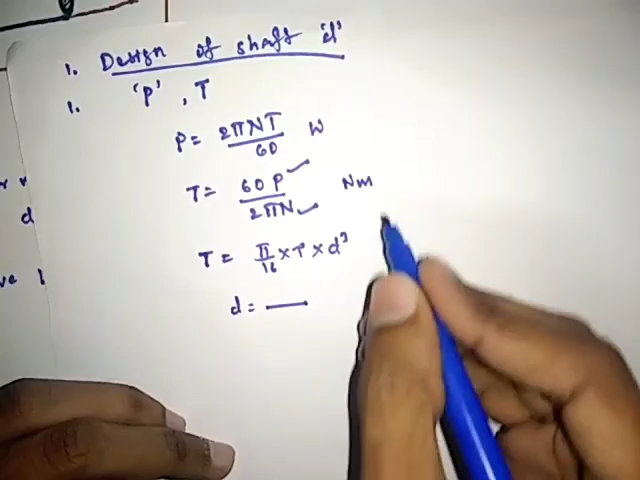 1. Design of shaft 'd'
1. 'P' , T
P = 2πNT/60 W
T = 60 P/2πN Nm
T = π/16 × τ × d³
d = —
d